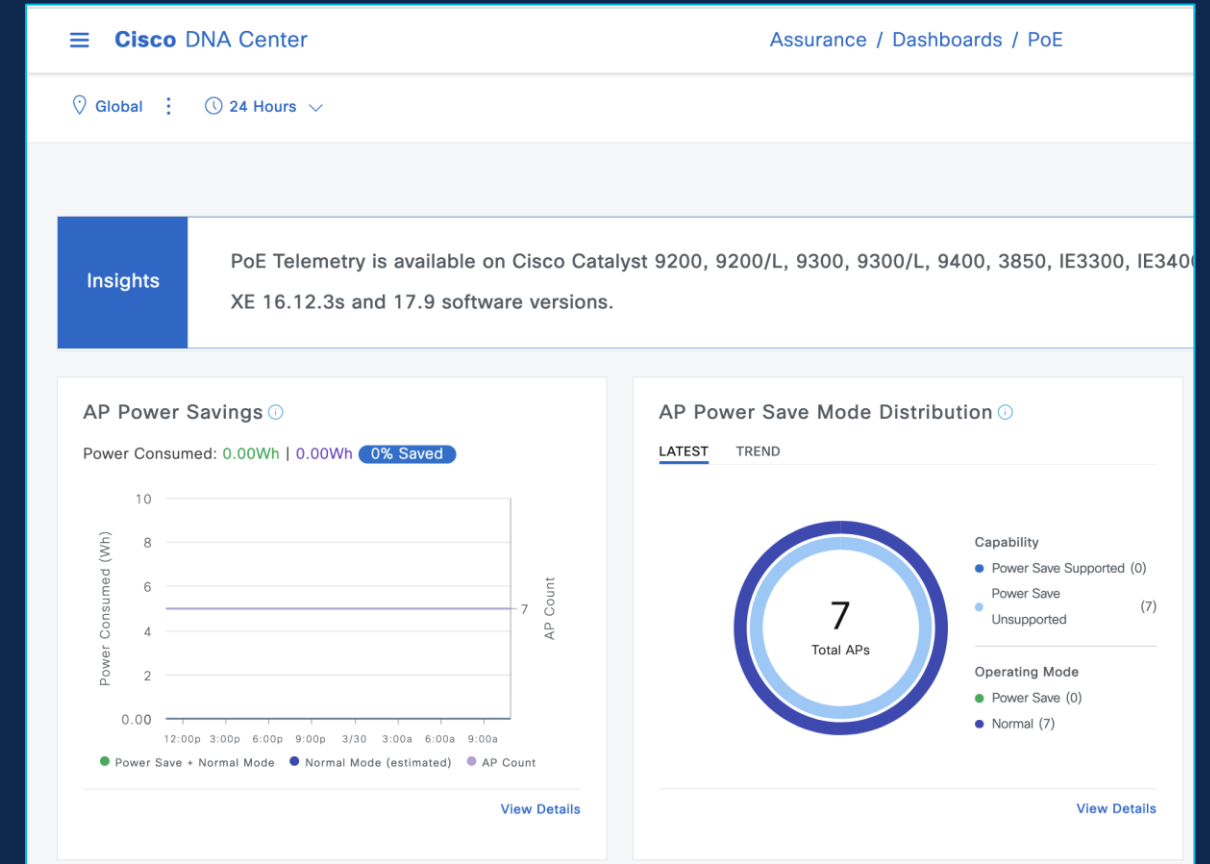 Cisco DNA Center
Assurance / Dashboards / PoE
Global
24 Hours
Insights
PoE Telemetry is available on Cisco Catalyst 9200, 9200/L, 9300, 9300/L, 9400, 3850, IE3300, IE340
XE 16.12.3s and 17.9 software versions.
AP Power Savings
Power Consumed: 0.00Wh | 0.00Wh 0% Saved
Power Consumed (Wh)
10
8
6
4
2
0.00
7
AP Count
12:00p 3:00p 6:00p 9:00p 3/30 3:00a 6:00a 9:00a
Power Save + Normal Mode Normal Mode (estimated) AP Count
View Details
AP Power Save Mode Distribution
LATEST TREND
7
Total APs
Capability
Power Save Supported (0)
Power Save
Unsupported
(7)
Operating Mode
Power Save (0)
Normal (7)
View Details